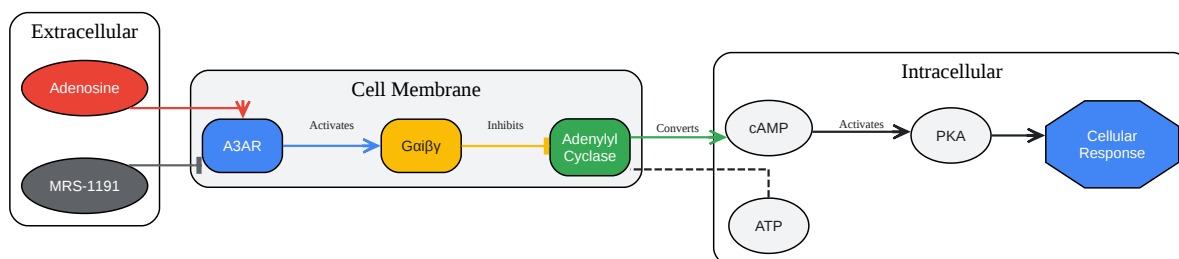 Extracellular
Adenosine
MRS-1191
Cell Membrane
A3AR
Activates
Gαiβγ
Inhibits
Adenylyl
Cyclase
Converts
Intracellular
cAMP
Activates
PKA
Cellular
Response
ATP